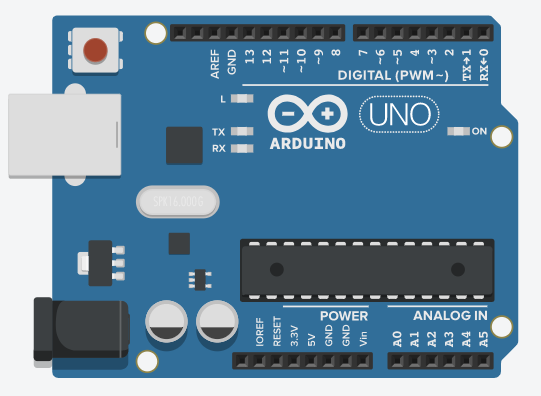 AREF
GND
13
12
~11
~10
~9
8
7
~6
~5
4
~3
2
TX→1
RX←0
DIGITAL (PWM~)
L
TX
RX
ARDUINO
UNO
ON
POWER
ANALOG IN
IOREF
RESET
3.3V
5V
GND
GND
Vin
A0
A1
A2
A3
A4
A5